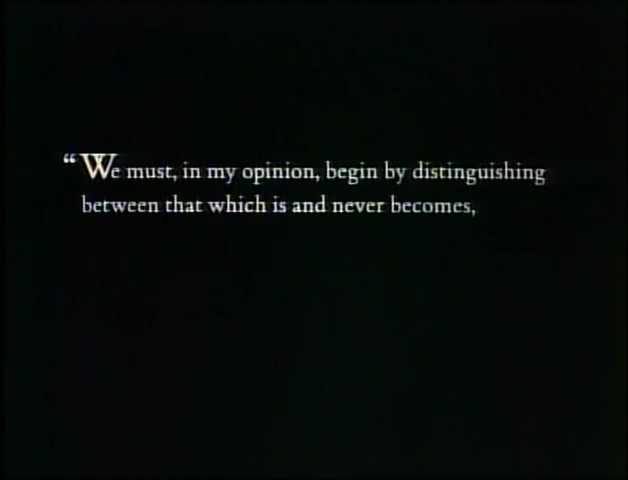 “We must, in my opinion, begin by distinguishing
between that which is and never becomes,